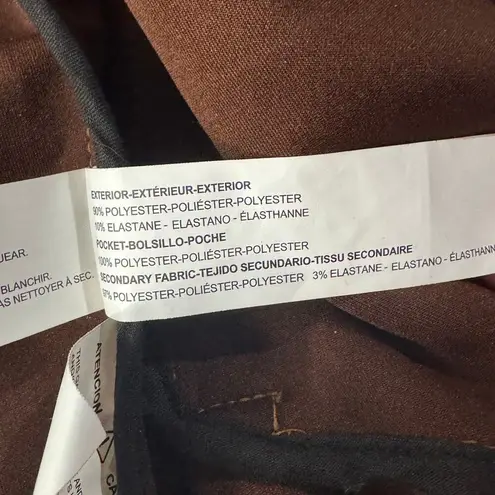 EXTERIOR-EXTÉRIEUR-EXTERIOR
90% POLYESTER-POLIÉSTER-POLYESTER
10% ELASTANE - ELASTANO - ÉLASTHANNE
POCKET-BOLSILLO-POCHE
100% POLYESTER-POLIÉSTER-POLYESTER
SECONDARY FABRIC-TEJIDO SECUNDARIO-TISSU SECONDAIRE
97% POLYESTER-POLIÉSTER-POLYESTER 3% ELASTANE - ELASTANO - ÉLASTHANN
BLANCHIR.
AS NETTOYER À SEC.
ATENCION